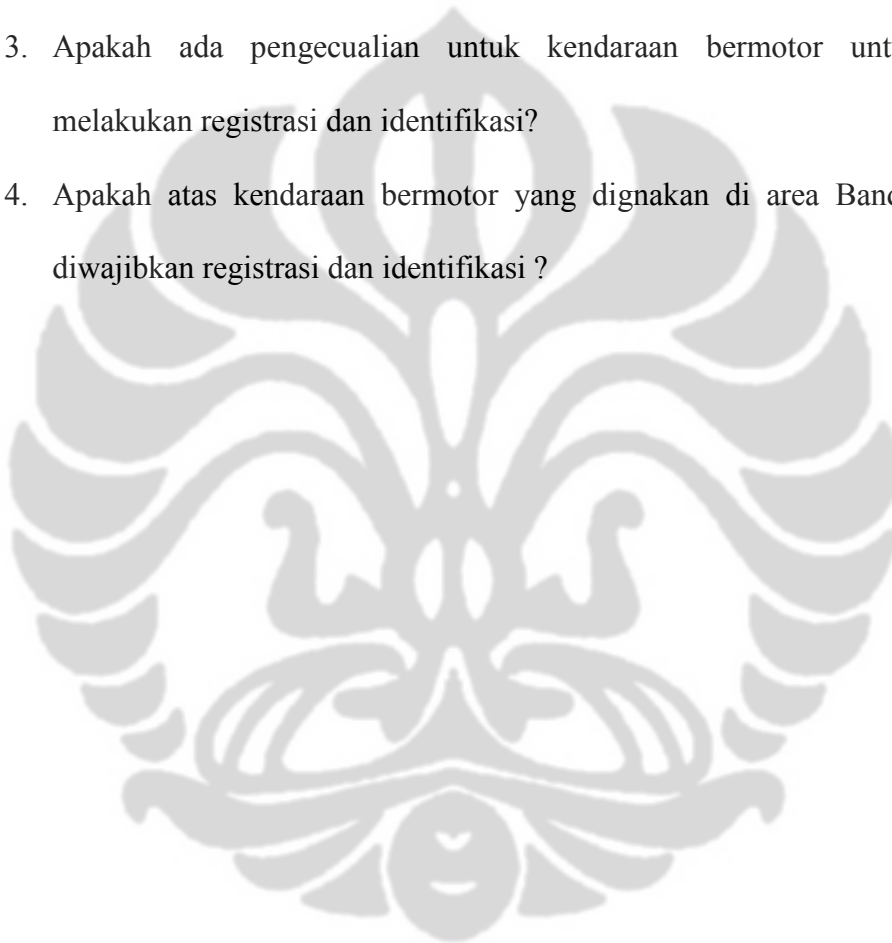 3. Apakah ada pengecualian untuk kendaraan bermotor unt
melakukan registrasi dan identifikasi?
4. Apakah atas kendaraan bermotor yang dignakan di area Band
diwajibkan registrasi dan identifikasi ?